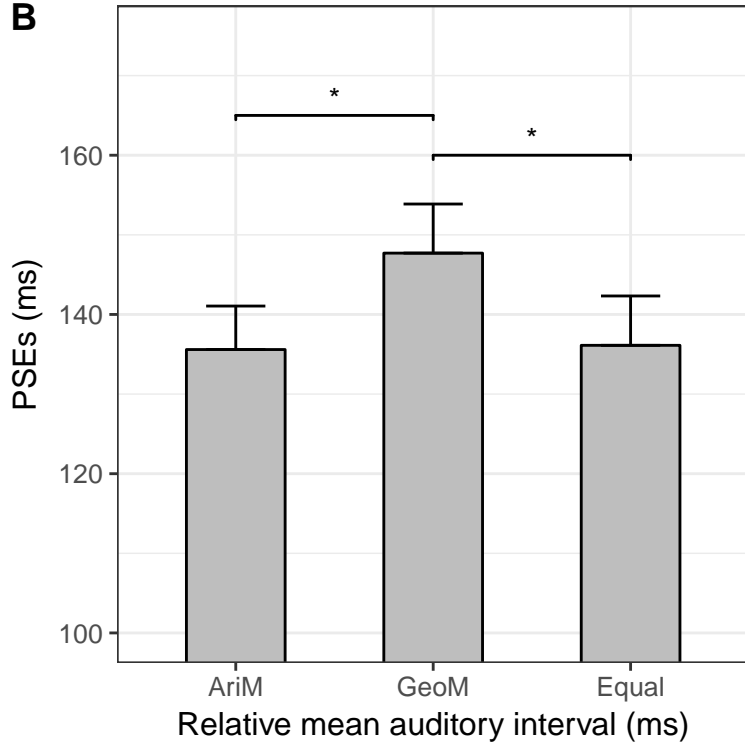 B
*
*
160
140
120
100
PSEs (ms)
AriM GeoM Equal
Relative mean auditory interval (ms)